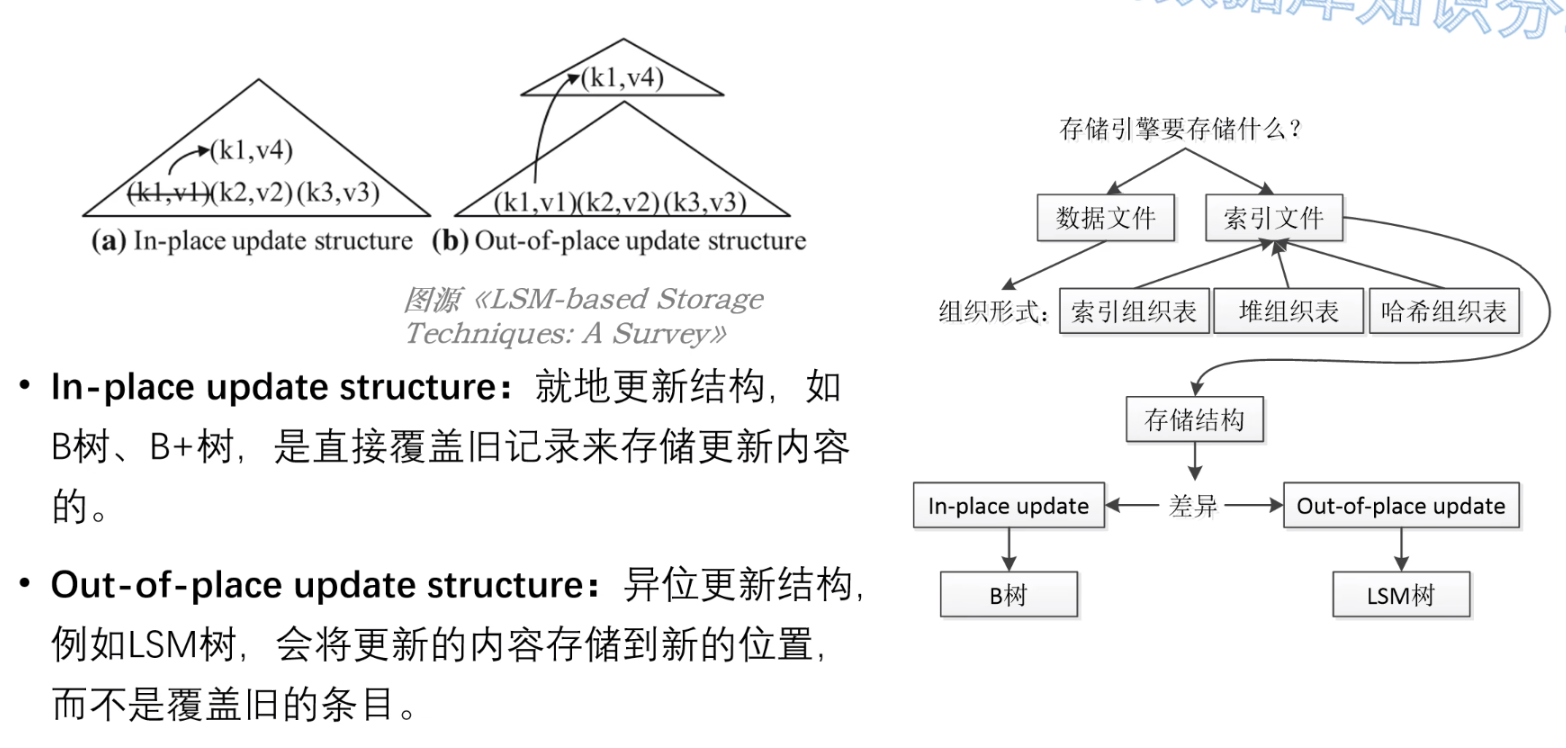 数据库知识分
(k1,v4)
(k1,v1)(k2,v2)(k3,v3)
(a) In-place update structure
(k1,v4)
(k1,v1)(k2,v2)(k3,v3)
(b) Out-of-place update structure
图源《LSM-based Storage
Techniques: A Survey》
• In-place update structure：就地更新结构，如
B树、B+树，是直接覆盖旧记录来存储更新内容
的。
• Out-of-place update structure：异位更新结构，
例如LSM树，会将更新的内容存储到新的位置，
而不是覆盖旧的条目。
存储引擎要存储什么?
数据文件
索引文件
组织形式：
索引组织表
堆组织表
哈希组织表
存储结构
In-place update
差异
Out-of-place update
B树
LSM树